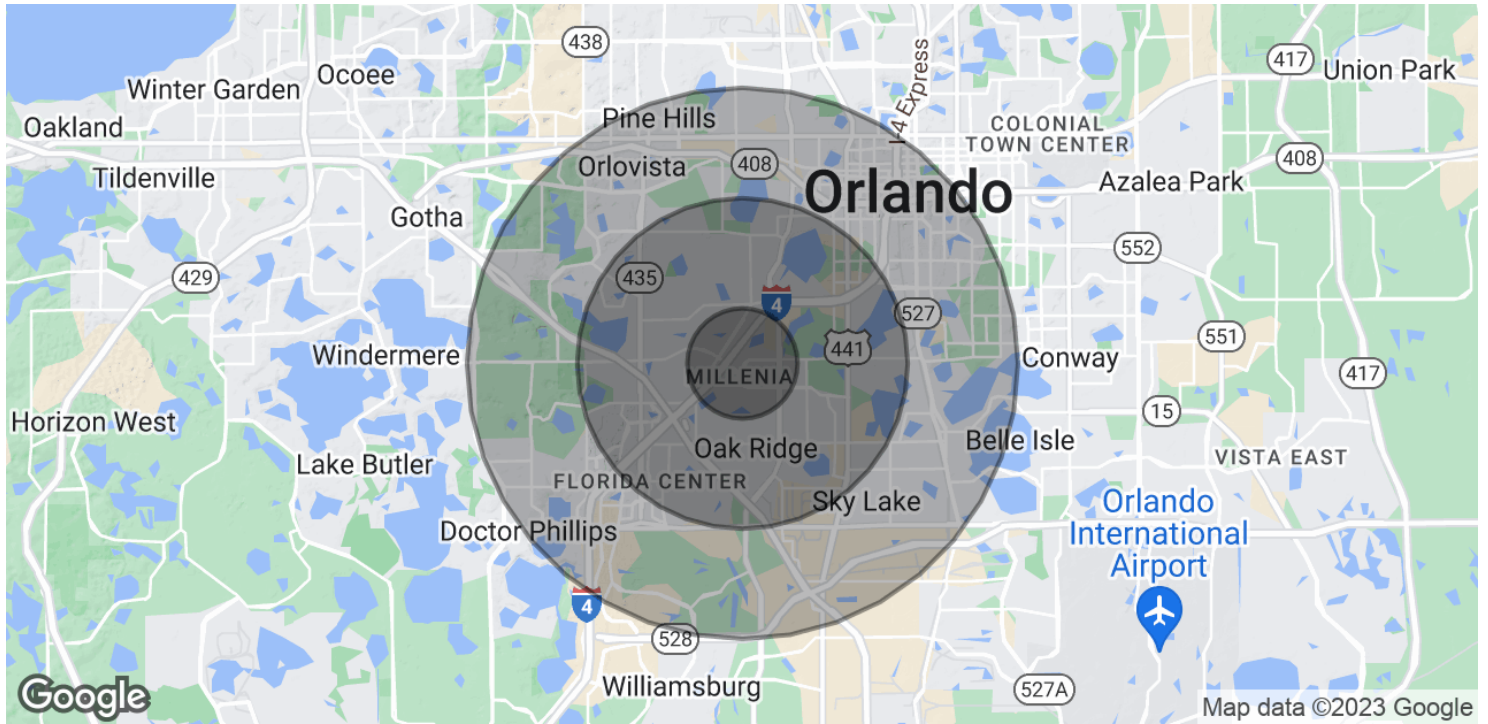 438
417
Union Park
Ocoee
Winter Garden
I-4 Express
Pine Hills
Oakland
COLONIAL
TOWN CENTER
Orlovista
408
408
Tildenville
Azalea Park
Orlando
Gotha
552
429
435
4
527
551
441
Windermere
Conway
MILLENIA
417
15
Horizon West
Belle Isle
Oak Ridge
Lake Butler
VISTA EAST
FLORIDA CENTER
Sky Lake
Orlando
International
Airport
Doctor Phillips
4
528
Williamsburg
527A
Google
Map data ©2023 Google